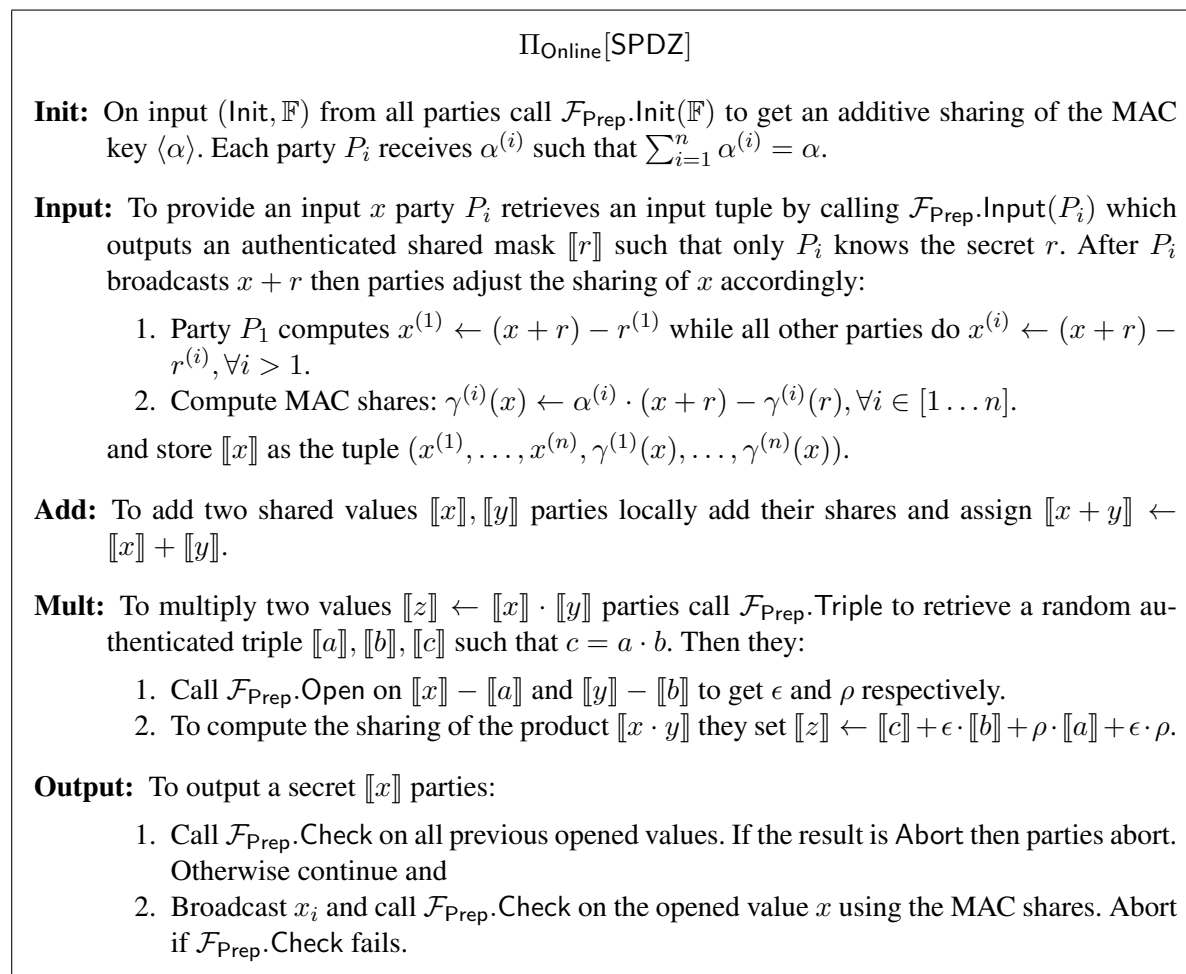 Π_Online[SPDZ]
Init: On input (Init, 𝔽) from all parties call ℱ_Prep.Init(𝔽) to get an additive sharing of the MAC
key ⟨α⟩. Each party P_i receives α^(i) such that ∑_{i=1}^{n} α^(i) = α.
Input: To provide an input x party P_i retrieves an input tuple by calling ℱ_Prep.Input(P_i) which
outputs an authenticated shared mask ⟦r⟧ such that only P_i knows the secret r. After P_i
broadcasts x + r then parties adjust the sharing of x accordingly:
1. Party P_1 computes x^(1) ← (x + r) − r^(1) while all other parties do x^(i) ← (x + r) −
r^(i), ∀i > 1.
2. Compute MAC shares: γ^(i)(x) ← α^(i) · (x + r) − γ^(i)(r), ∀i ∈ [1 … n].
and store ⟦x⟧ as the tuple (x^(1), …, x^(n), γ^(1)(x), …, γ^(n)(x)).
Add: To add two shared values ⟦x⟧, ⟦y⟧ parties locally add their shares and assign ⟦x + y⟧ ←
⟦x⟧ + ⟦y⟧.
Mult: To multiply two values ⟦z⟧ ← ⟦x⟧ · ⟦y⟧ parties call ℱ_Prep.Triple to retrieve a random au-
thenticated triple ⟦a⟧, ⟦b⟧, ⟦c⟧ such that c = a · b. Then they:
1. Call ℱ_Prep.Open on ⟦x⟧ − ⟦a⟧ and ⟦y⟧ − ⟦b⟧ to get ϵ and ρ respectively.
2. To compute the sharing of the product ⟦x · y⟧ they set ⟦z⟧ ← ⟦c⟧ + ϵ · ⟦b⟧ + ρ · ⟦a⟧ + ϵ · ρ.
Output: To output a secret ⟦x⟧ parties:
1. Call ℱ_Prep.Check on all previous opened values. If the result is Abort then parties abort.
Otherwise continue and
2. Broadcast x_i and call ℱ_Prep.Check on the opened value x using the MAC shares. Abort
if ℱ_Prep.Check fails.